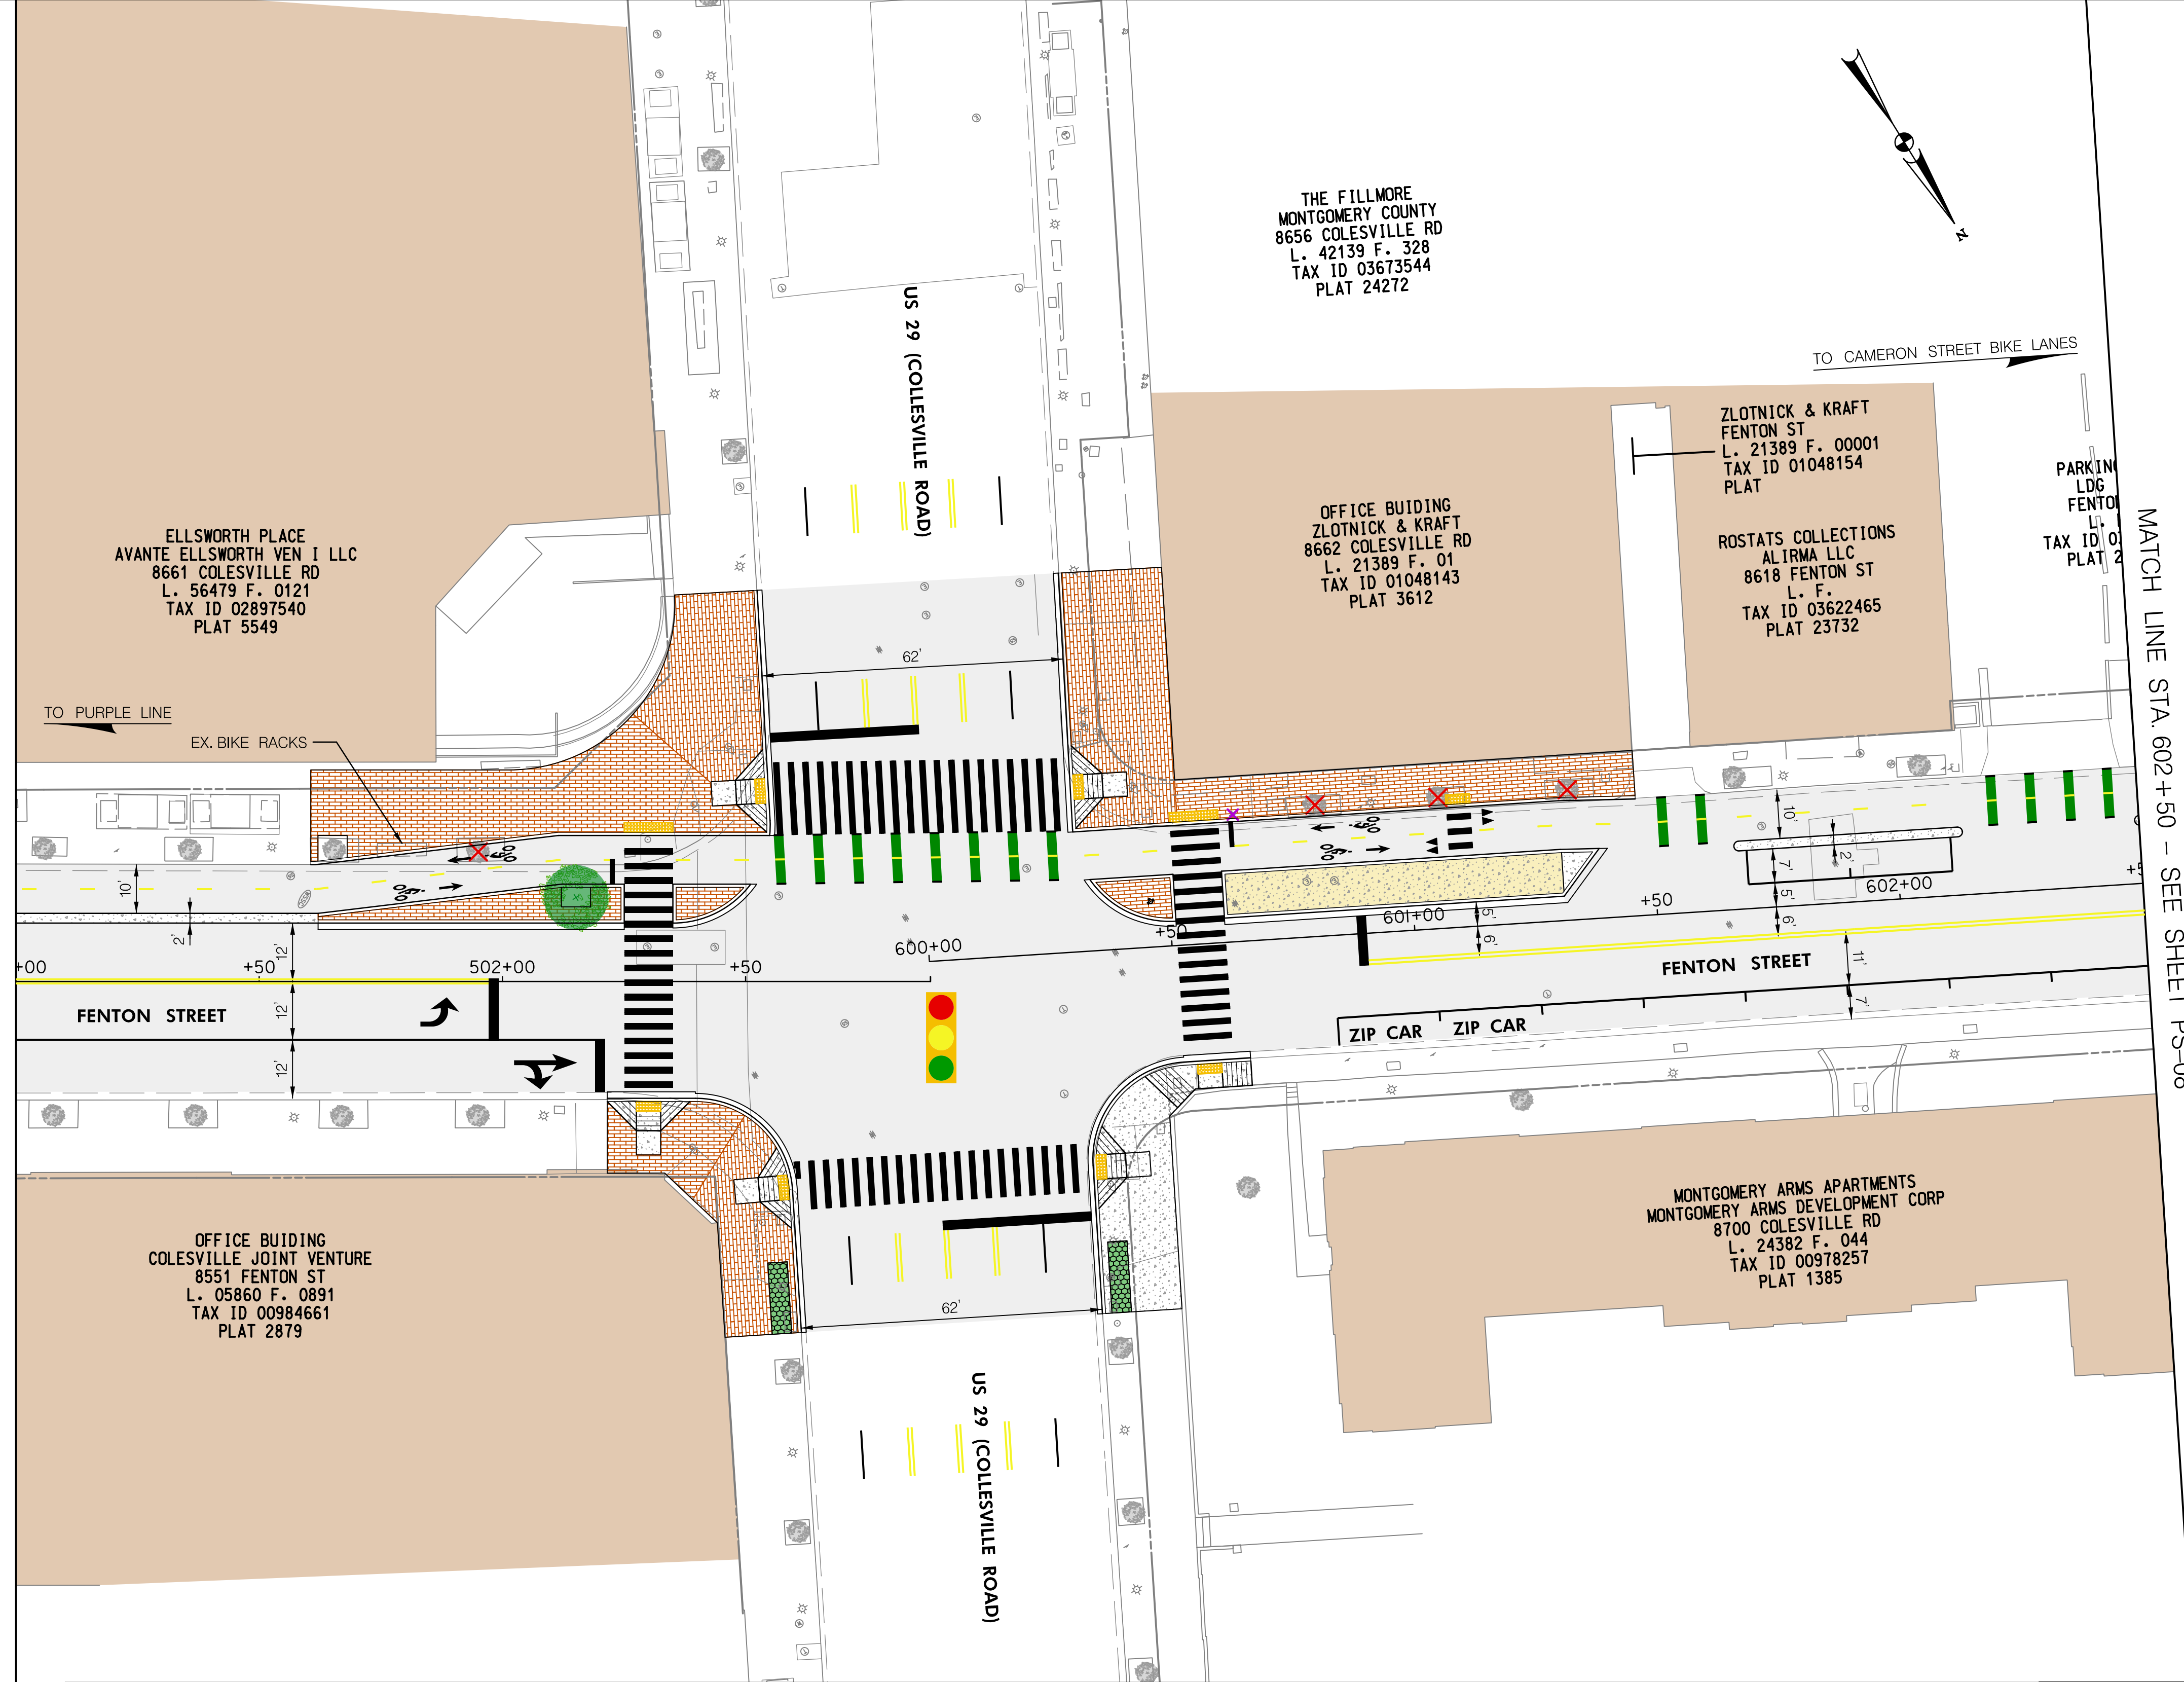 THE FILLMORE
MONTGOMERY COUNTY
8656 COLESVILLE RD
L. 42139 F. 328
TAX ID 03673544
PLAT 24272
N
TO CAMERON STREET BIKE LANES
US 29 (COLLESVILLE ROAD)
ZLOTNICK & KRAFT
FENTON ST
L. 21389 F. 00001
TAX ID 01048154
PLAT
ROSTATS COLLECTIONS
ALIRMA LLC
8618 FENTON ST
L. F.
TAX ID 03622465
PLAT 23732
LDG
L.
TAX ID
PLAT 2
MATCH LINE STA. 602+50 - SEE SHEET PS-08
OFFICE BUIDING
ZLOTNICK & KRAFT
8662 COLESVILLE RD
L. 21389 F. 01
TAX ID 01048143
PLAT 3612
ELLSWORTH PLACE
AVANTE ELLSWORTH VEN I LLC
8661 COLESVILLE RD
L. 56479 F. 0121
TAX ID 02897540
PLAT 5549
62'
TO PURPLE LINE
EX. BIKE RACKS
10'
2'
12'
12'
12'
+00
+50
502+00
+50
600+00
+50
601+00
+50
602+00
10'
2'
7'
5'
6'
5'
6'
11'
7'
FENTON STREET
FENTON STREET
ZIP CAR
ZIP CAR
62'
OFFICE BUIDING
COLESVILLE JOINT VENTURE
8551 FENTON ST
L. 05860 F. 0891
TAX ID 00984661
PLAT 2879
MONTGOMERY ARMS APARTMENTS
MONTGOMERY ARMS DEVELOPMENT CORP
8700 COLESVILLE RD
L. 24382 F. 044
TAX ID 00978257
PLAT 1385
US 29 (COLLESVILLE ROAD)